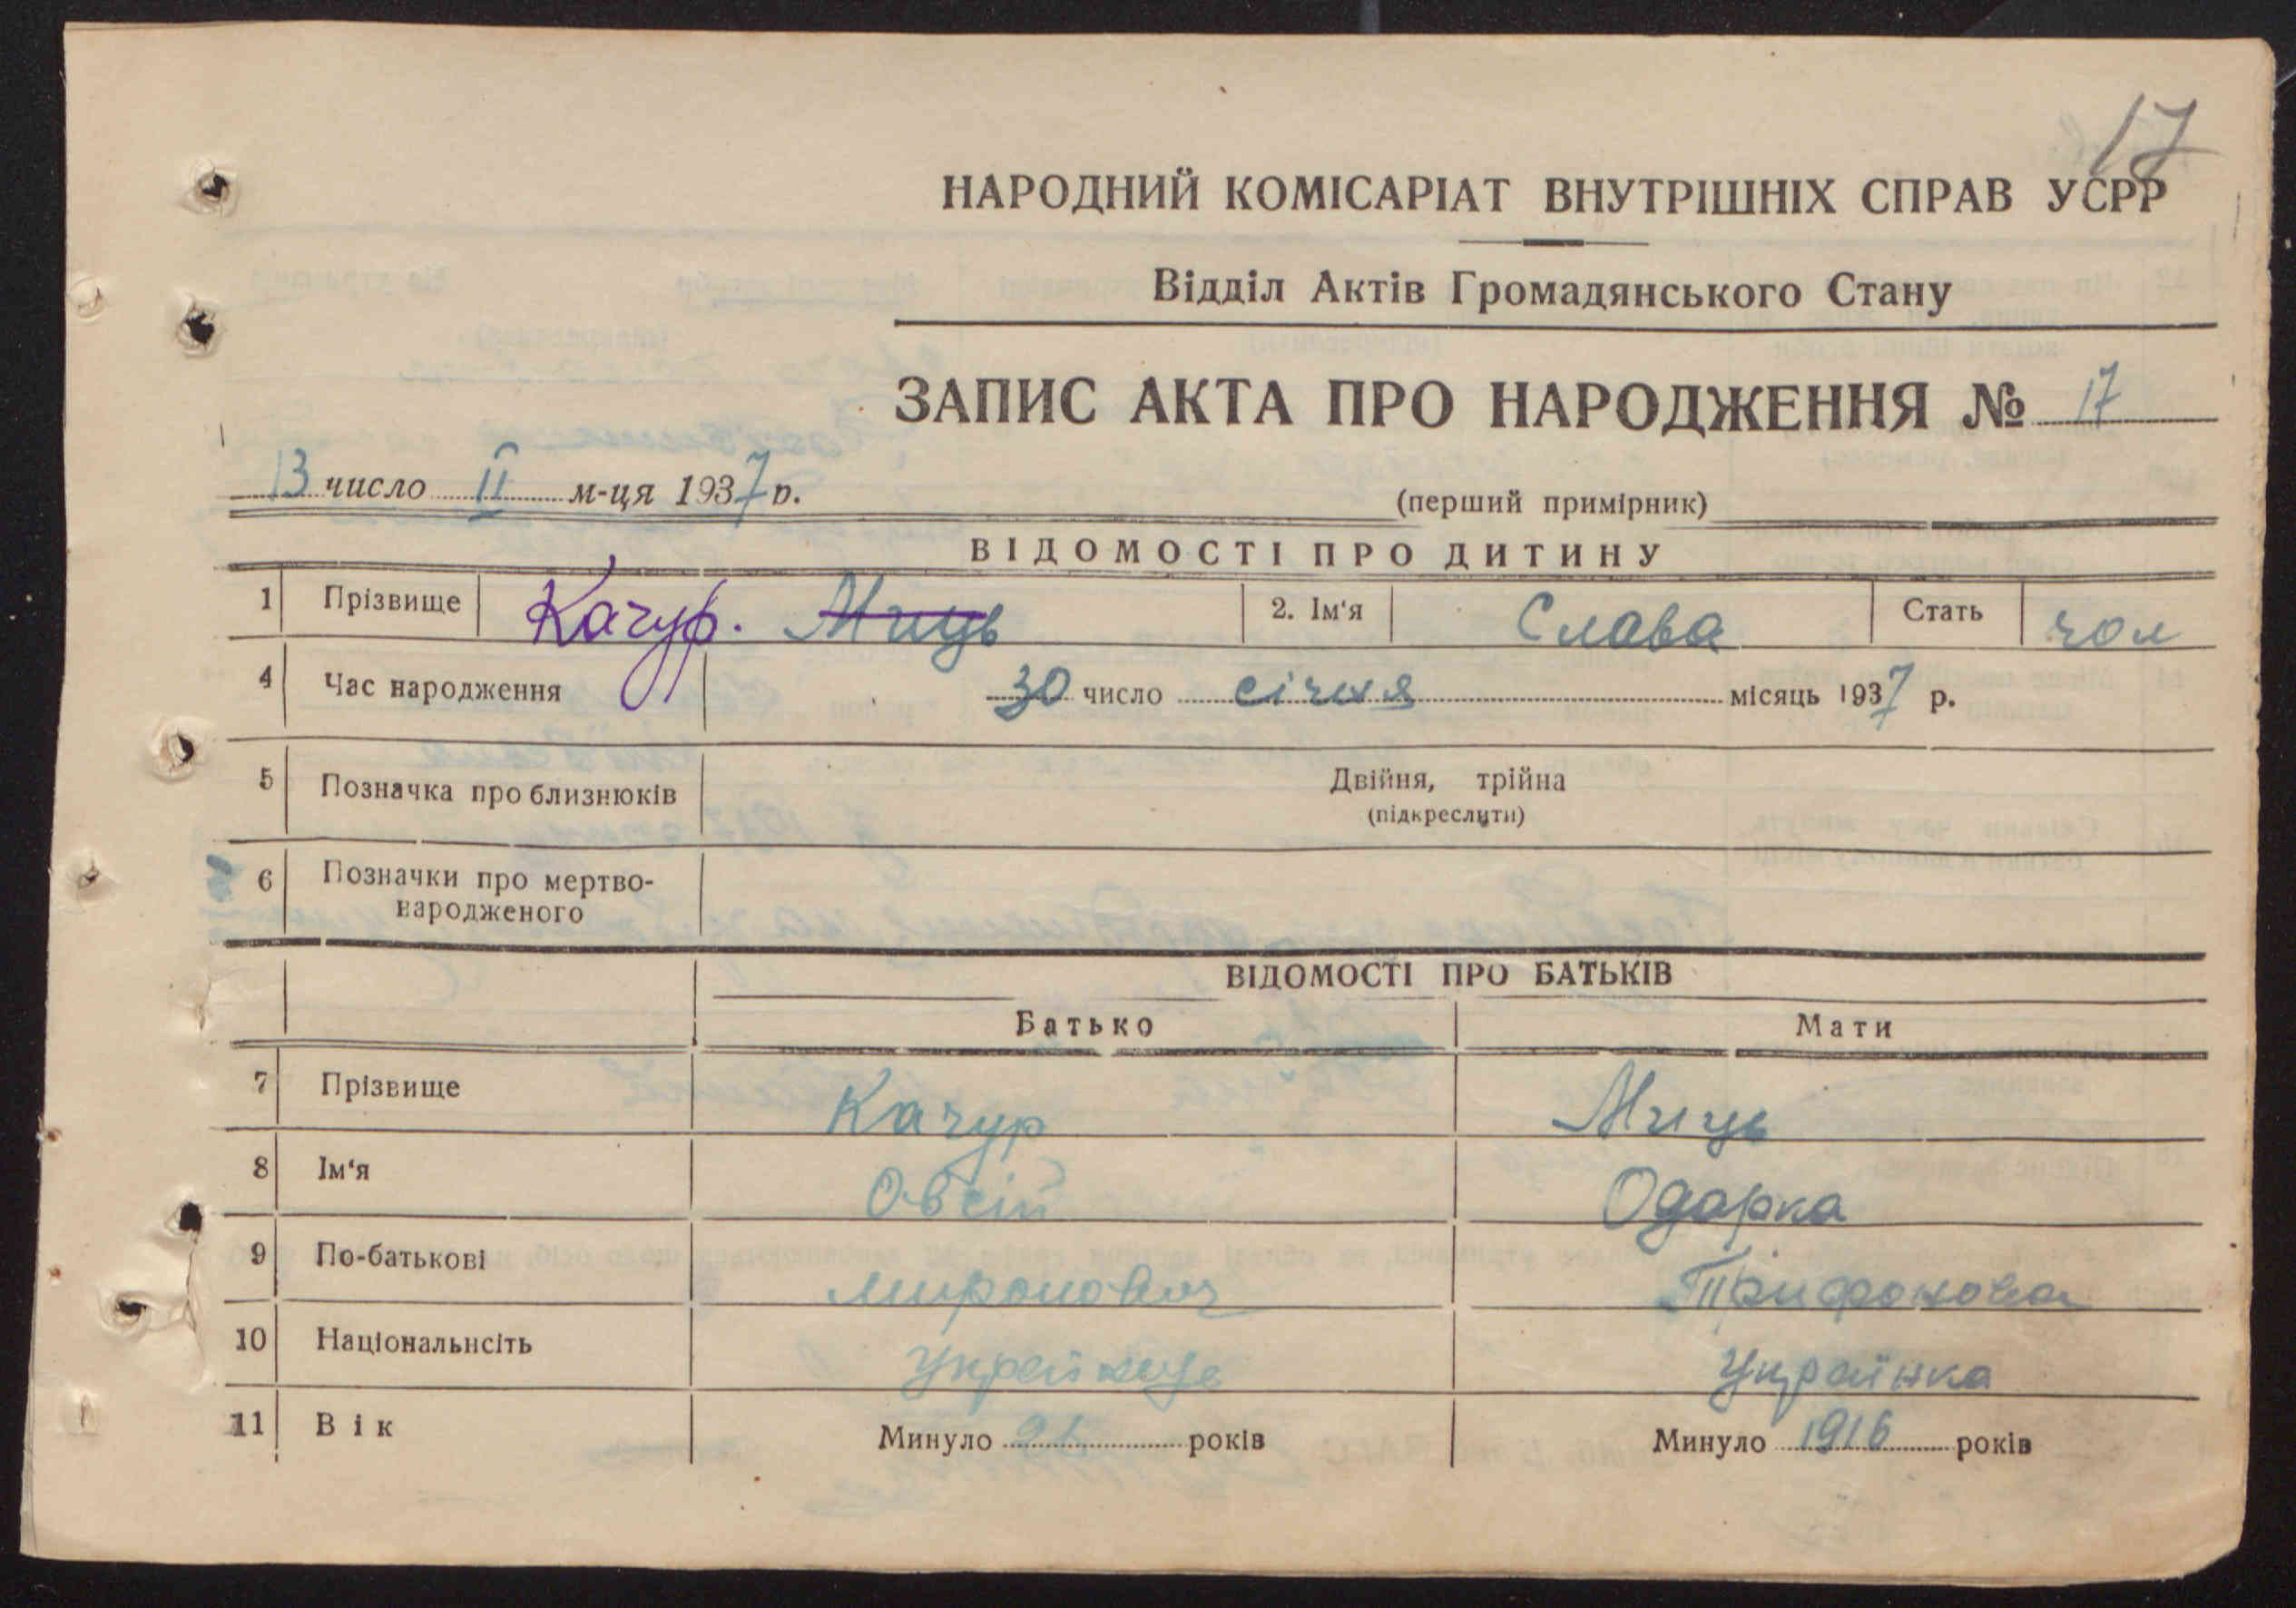 17
НАРОДНИЙ КОМІСАРІАТ ВНУТРІШНІХ СПРАВ УСРР
Відділ Актів Громадянського Стану
ЗАПИС АКТА ПРО НАРОДЖЕННЯ № 17
13 число II м-ця 1937 р.
(перший примірник)
ВІДОМОСТІ ПРО ДИТИНУ
1 Прізвище Качур. Миць 2. Ім'я Слава Стать чол
4 Час народження 30 число січня місяць 1937 р.
5 Позначка про близнюків Двійня, трійна
(підкреслити)
6 Позначки про мертво-
народженого
ВІДОМОСТІ ПРО БАТЬКІВ
Батько Мати
7 Прізвище Качур Миць
8 Ім'я Овсій Одарка
9 По-батькові Миронович Трифонова
10 Національнсіть Українець Українка
11 Вік Минуло років Минуло 1916 років